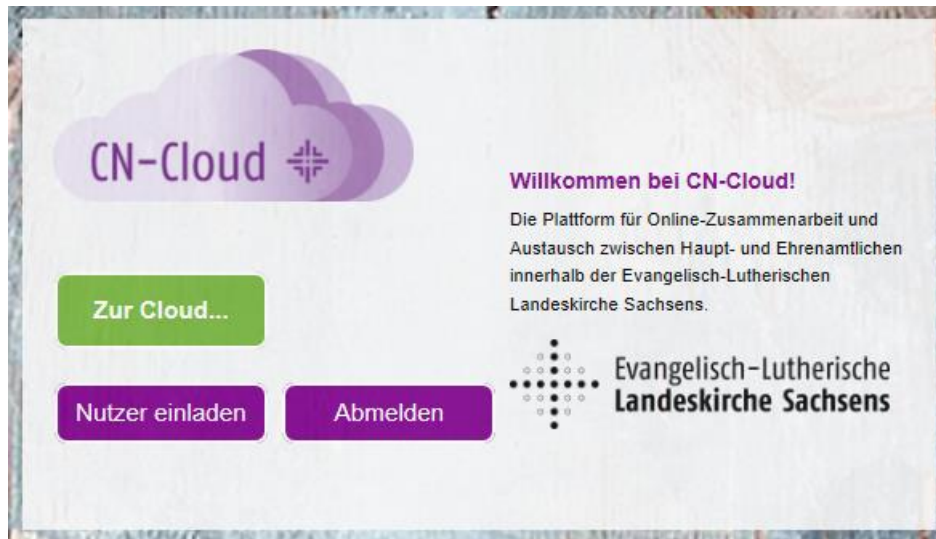 CN-Cloud
Willkommen bei CN-Cloud!
Die Plattform für Online-Zusammenarbeit und
Austausch zwischen Haupt- und Ehrenamtlichen
innerhalb der Evangelisch-Lutherischen
Landeskirche Sachsens.
Zur Cloud...
Nutzer einladen
Abmelden
Evangelisch-Lutherische
Landeskirche Sachsens